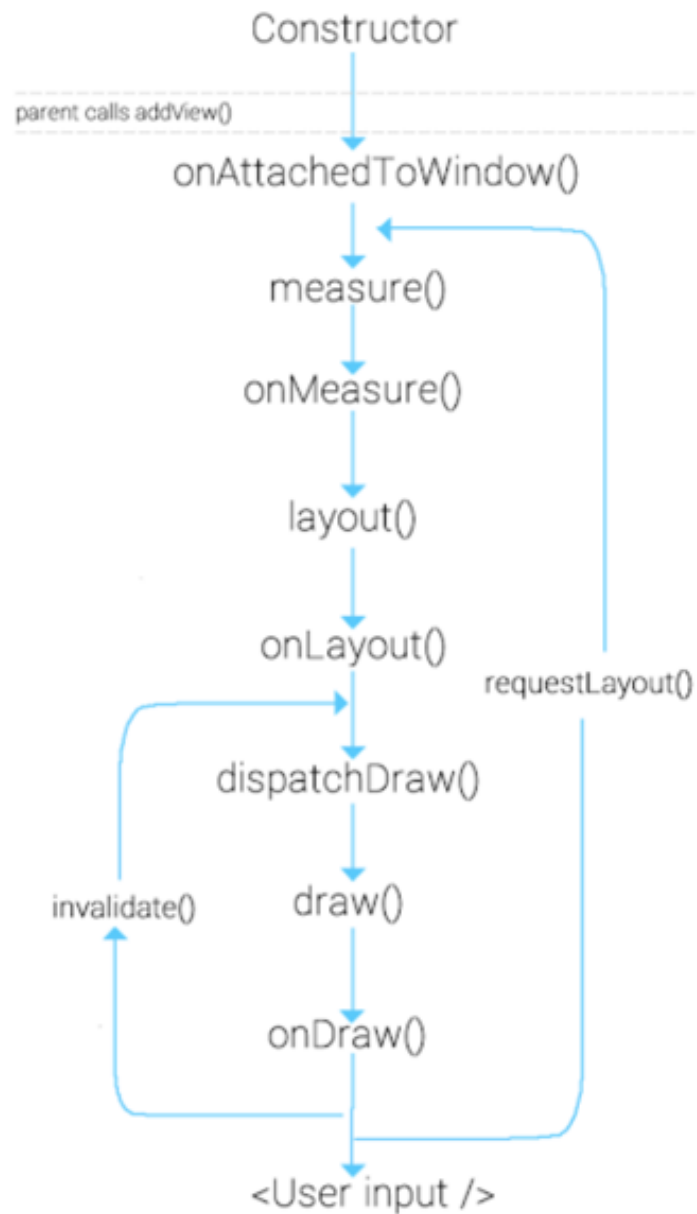 Constructor
parent calls addView()
onAttachedToWindow()
measure()
onMeasure()
layout()
onLayout()
requestLayout()
dispatchDraw()
invalidate()
draw()
onDraw()
<User input />